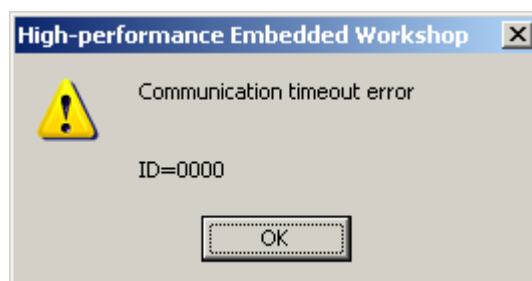 High-performance Embedded Workshop
Communication timeout error
ID=0000
OK